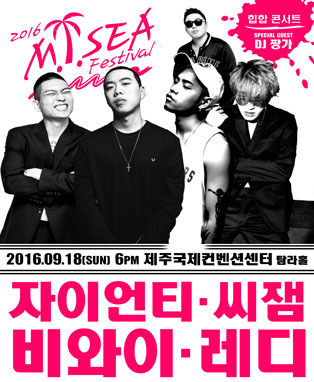 2016
M.T.SEA
Festival
힙합 콘서트
SPECIAL GUEST
DJ 짱가
2016.09.18(SUN) 6PM 제주국제컨벤션센터 탐라홀
자이언티·씨잼
비와이·레디